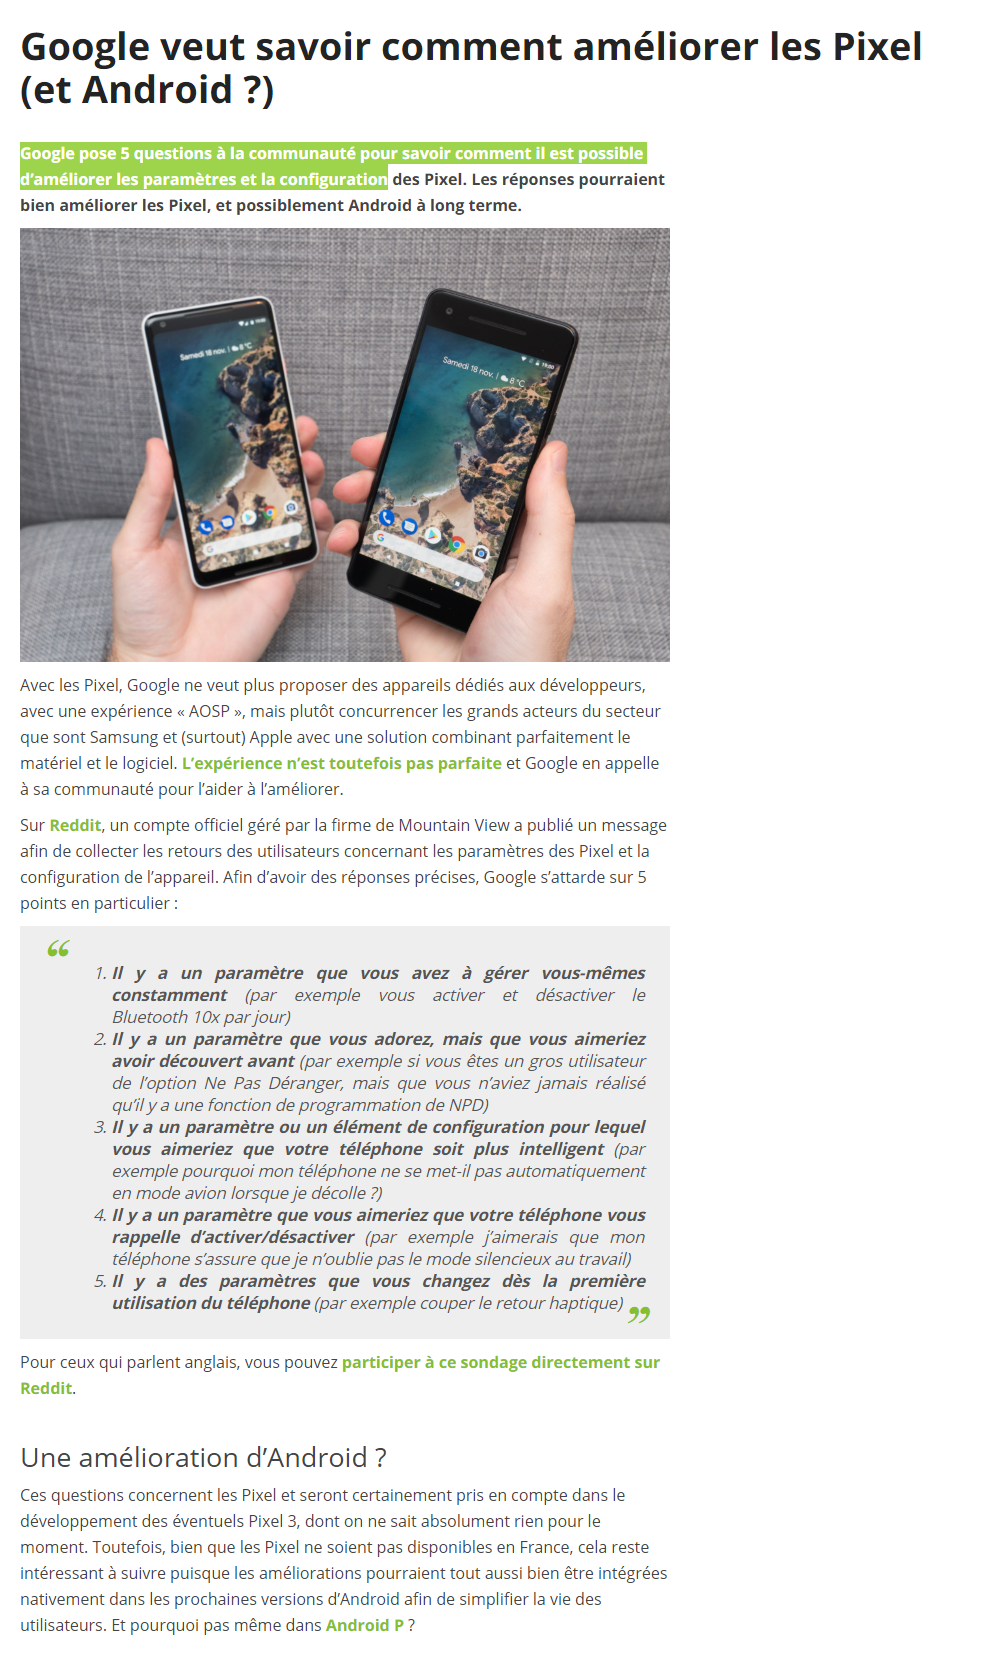 Google veut savoir comment améliorer les Pixel
(et Android ?)
Google pose 5 questions à la communauté pour savoir comment il est possible
d’améliorer les paramètres et la configuration des Pixel. Les réponses pourraient
bien améliorer les Pixel, et possiblement Android à long terme.
Samedi 18 nov. | 8 °C
Samedi 18 nov. | 8 °C
Avec les Pixel, Google ne veut plus proposer des appareils dédiés aux développeurs,
avec une expérience « AOSP », mais plutôt concurrencer les grands acteurs du secteur
que sont Samsung et (surtout) Apple avec une solution combinant parfaitement le
matériel et le logiciel. L’expérience n’est toutefois pas parfaite et Google en appelle
à sa communauté pour l’aider à l’améliorer.
Sur Reddit, un compte officiel géré par la firme de Mountain View a publié un message
afin de collecter les retours des utilisateurs concernant les paramètres des Pixel et la
configuration de l’appareil. Afin d’avoir des réponses précises, Google s’attarde sur 5
points en particulier :
“
1. Il y a un paramètre que vous avez à gérer vous-mêmes
constamment (par exemple vous activer et désactiver le
Bluetooth 10x par jour)
2. Il y a un paramètre que vous adorez, mais que vous aimeriez
avoir découvert avant (par exemple si vous êtes un gros utilisateur
de l’option Ne Pas Déranger, mais que vous n’aviez jamais réalisé
qu’il y a une fonction de programmation de NPD)
3. Il y a un paramètre ou un élément de configuration pour lequel
vous aimeriez que votre téléphone soit plus intelligent (par
exemple pourquoi mon téléphone ne se met-il pas automatiquement
en mode avion lorsque je décolle ?)
4. Il y a un paramètre que vous aimeriez que votre téléphone vous
rappelle d’activer/désactiver (par exemple j’aimerais que mon
téléphone s’assure que je n’oublie pas le mode silencieux au travail)
5. Il y a des paramètres que vous changez dès la première
utilisation du téléphone (par exemple couper le retour haptique) ”
Pour ceux qui parlent anglais, vous pouvez participer à ce sondage directement sur
Reddit.
Une amélioration d’Android ?
Ces questions concernent les Pixel et seront certainement pris en compte dans le
développement des éventuels Pixel 3, dont on ne sait absolument rien pour le
moment. Toutefois, bien que les Pixel ne soient pas disponibles en France, cela reste
intéressant à suivre puisque les améliorations pourraient tout aussi bien être intégrées
nativement dans les prochaines versions d’Android afin de simplifier la vie des
utilisateurs. Et pourquoi pas même dans Android P ?